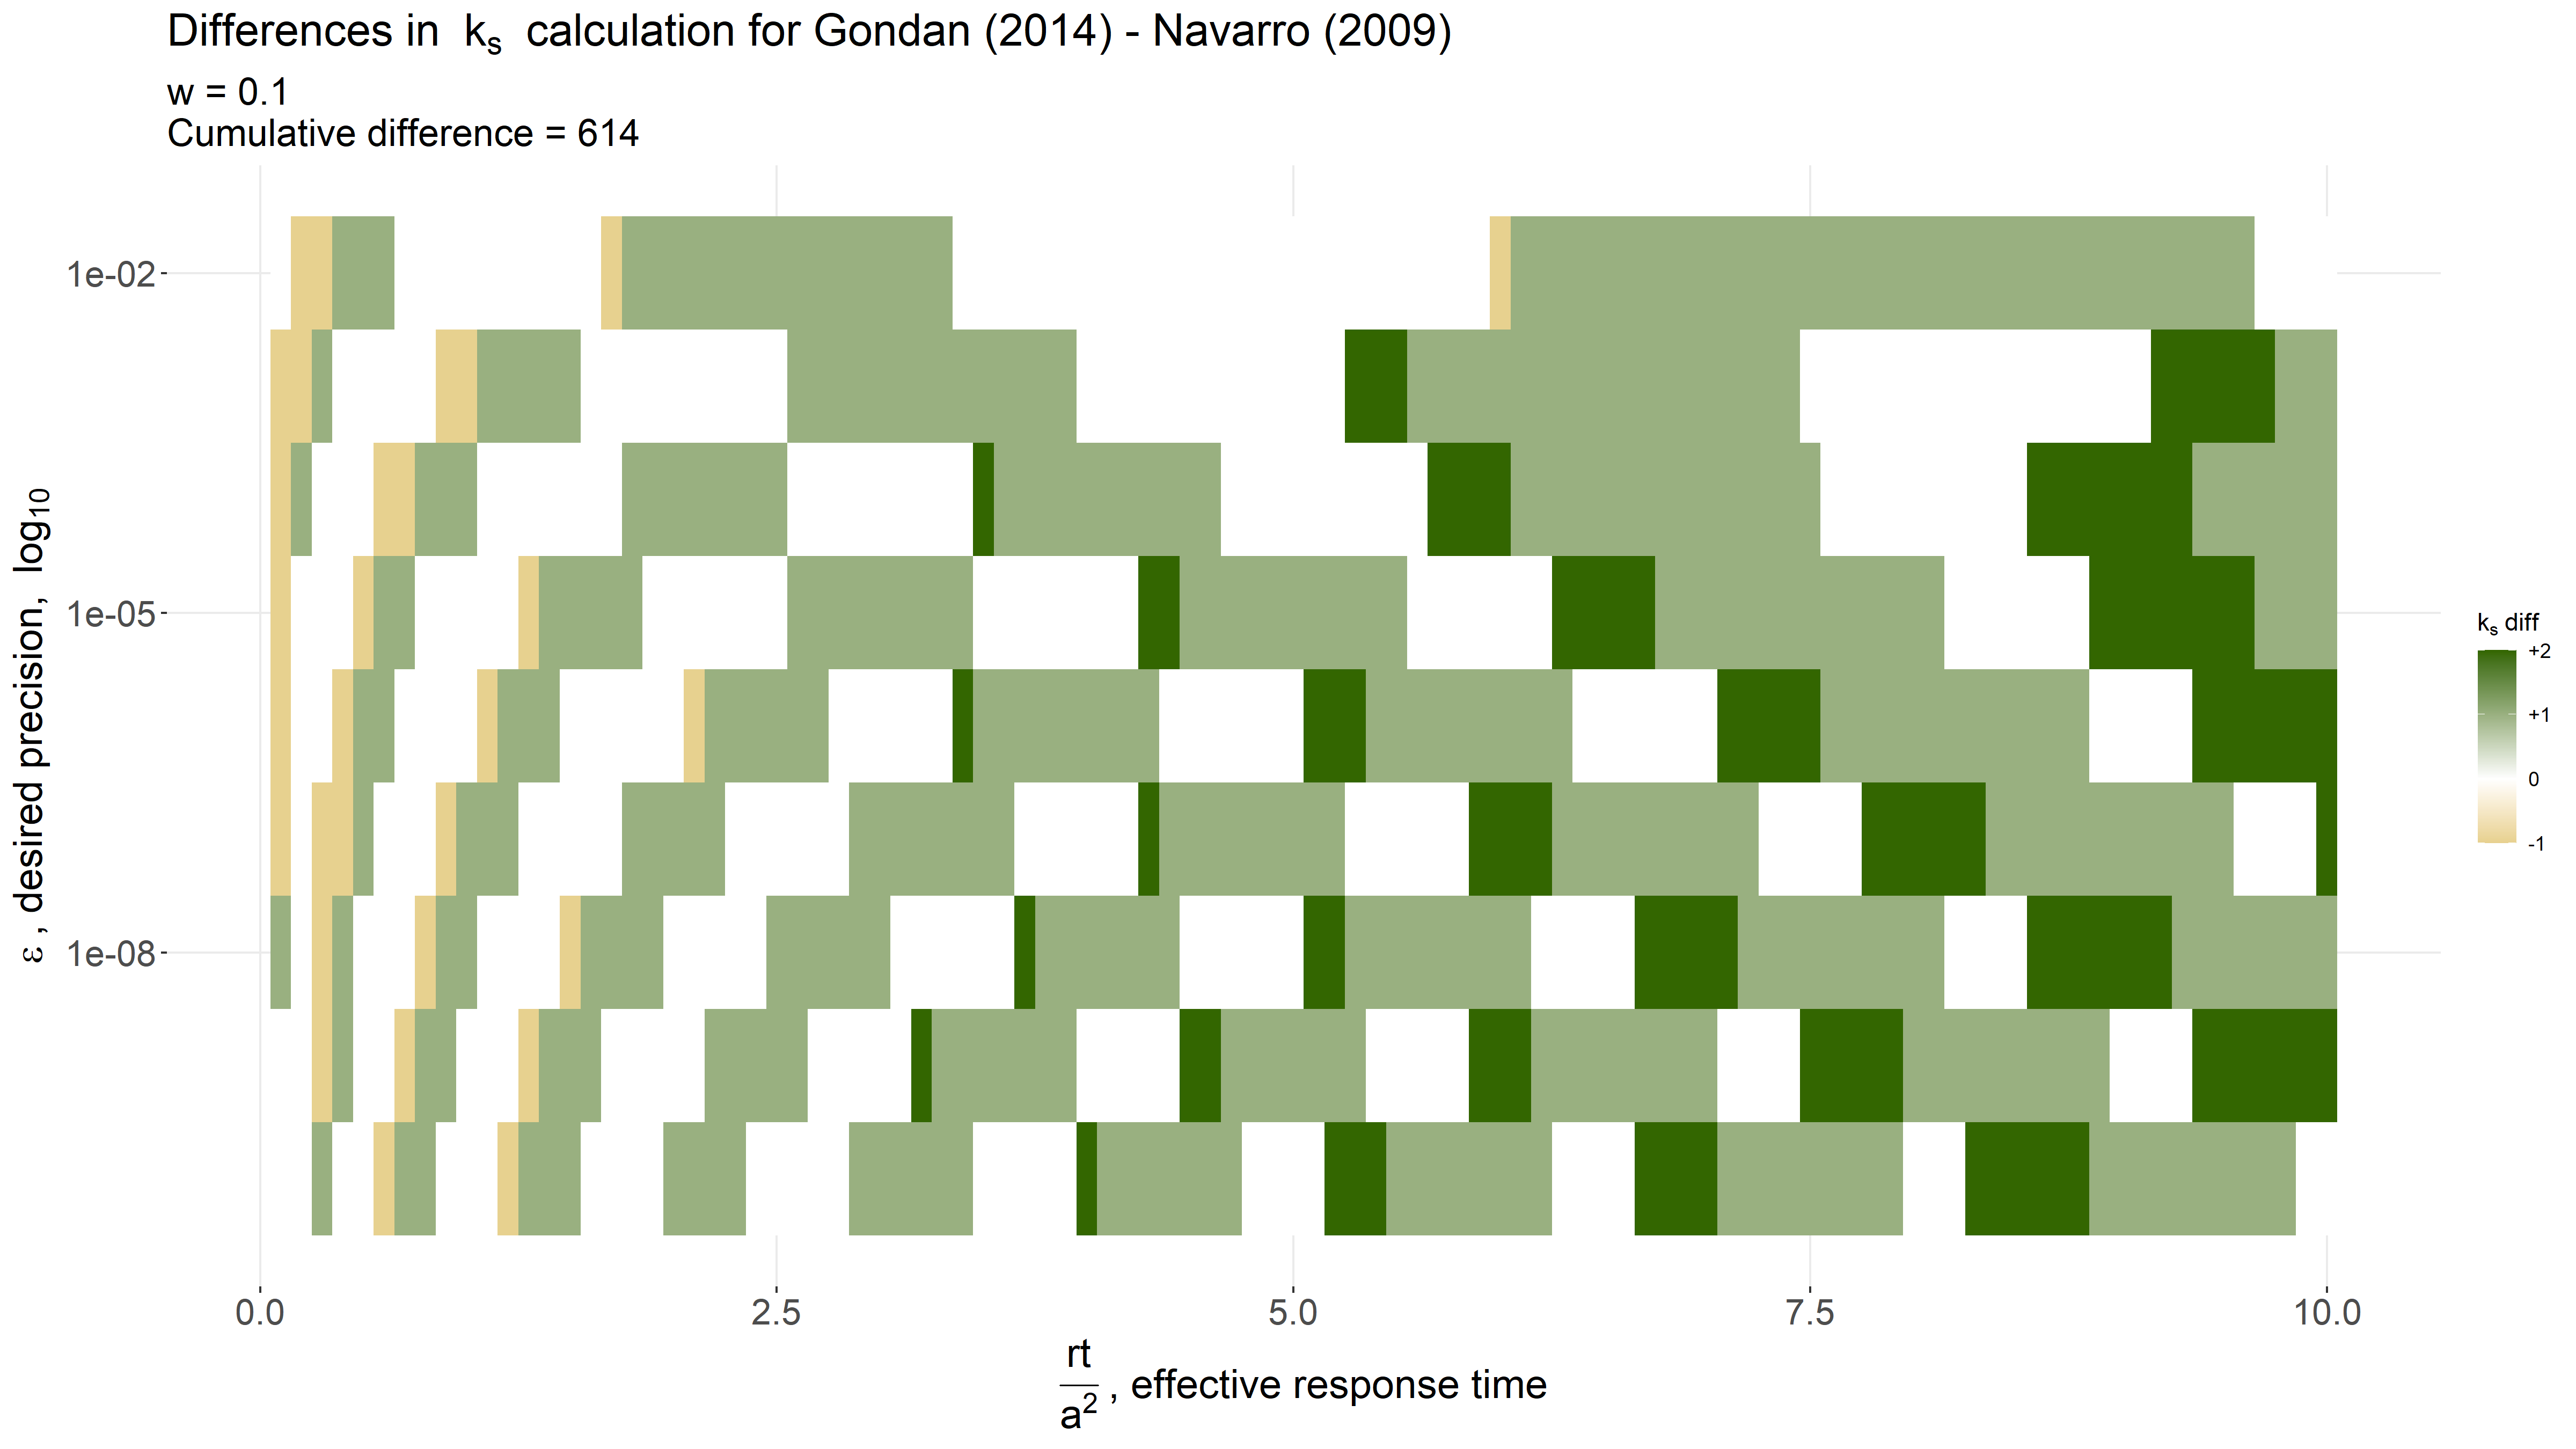 Differences in ks calculation for Gondan (2014) - Navarro (2009)
w = 0.1
Cumulative difference = 614
1e-02
1e-05
1e-08
ε , desired precision, log10
0.0 2.5 5.0 7.5 10.0
rt
a2 , effective response time
ks diff
+2
+1
0
-1